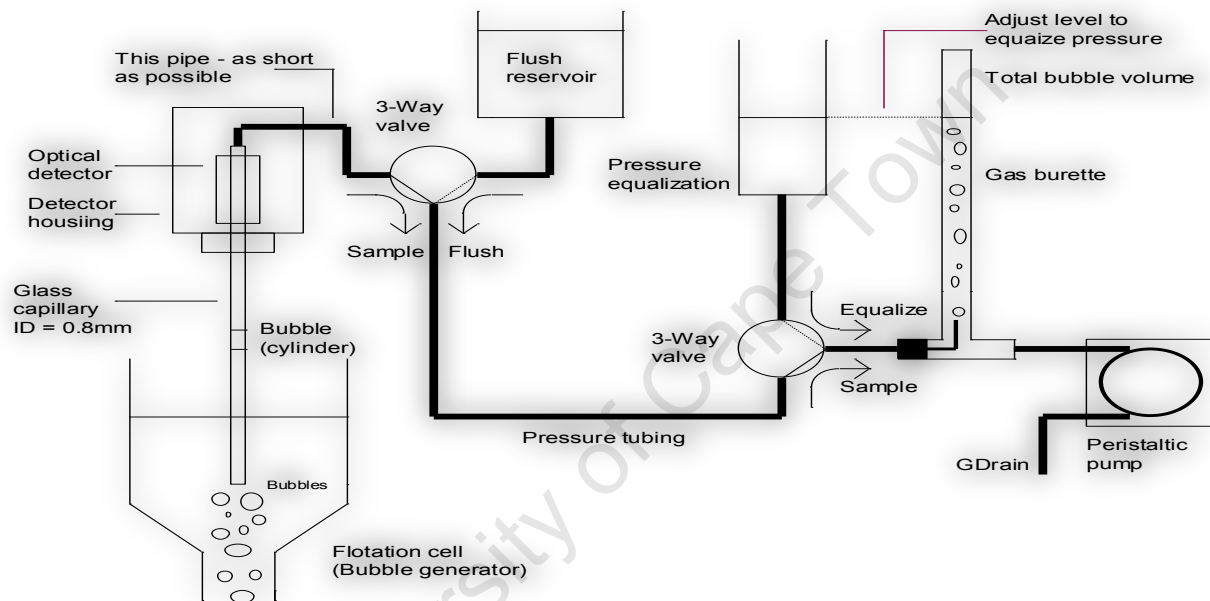 This pipe - as short
as possible
Flush
reservoir
Adjust level to
equaize pressure
Total bubble volume
3-Way
valve
Optical
detector
Detector
housiing
Pressure
equalization
Gas burette
Sample
Flush
Glass
capillary
ID = 0.8mm
Bubble
(cylinder)
3-Way
valve
Equalize
Sample
Pressure tubing
Peristaltic
pump
GDrain
Bubbles
Flotation cell
(Bubble generator)
ersity of Cape Town